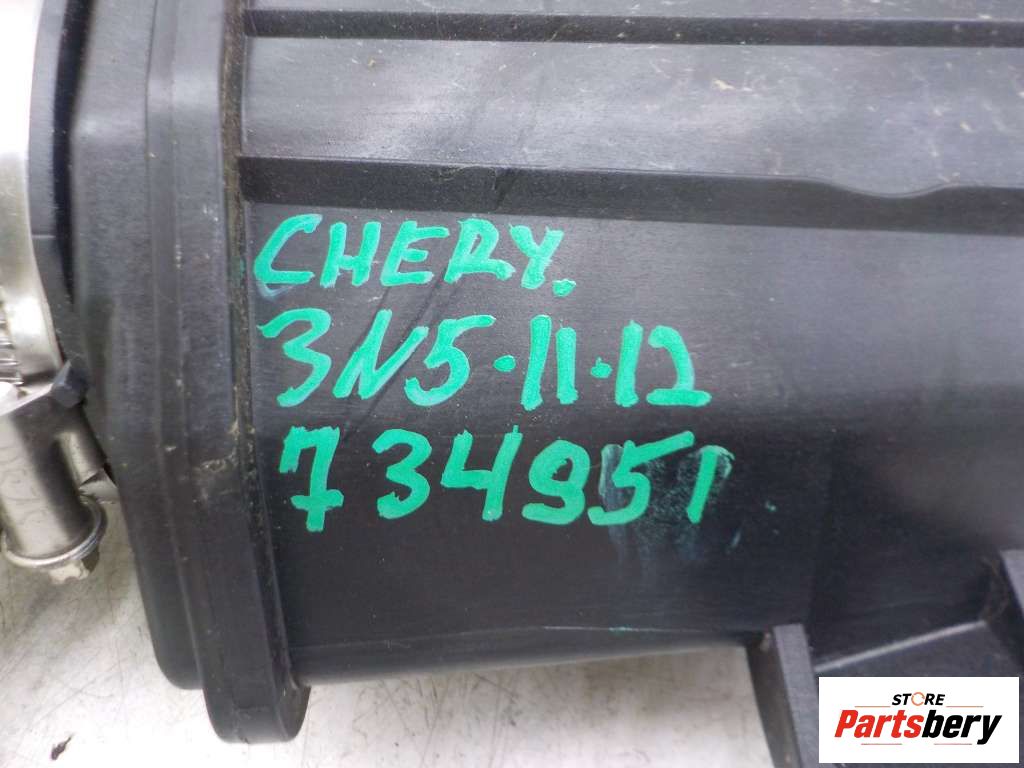 CHERY.
3N5·11·12
734951
STORE
Partsbery